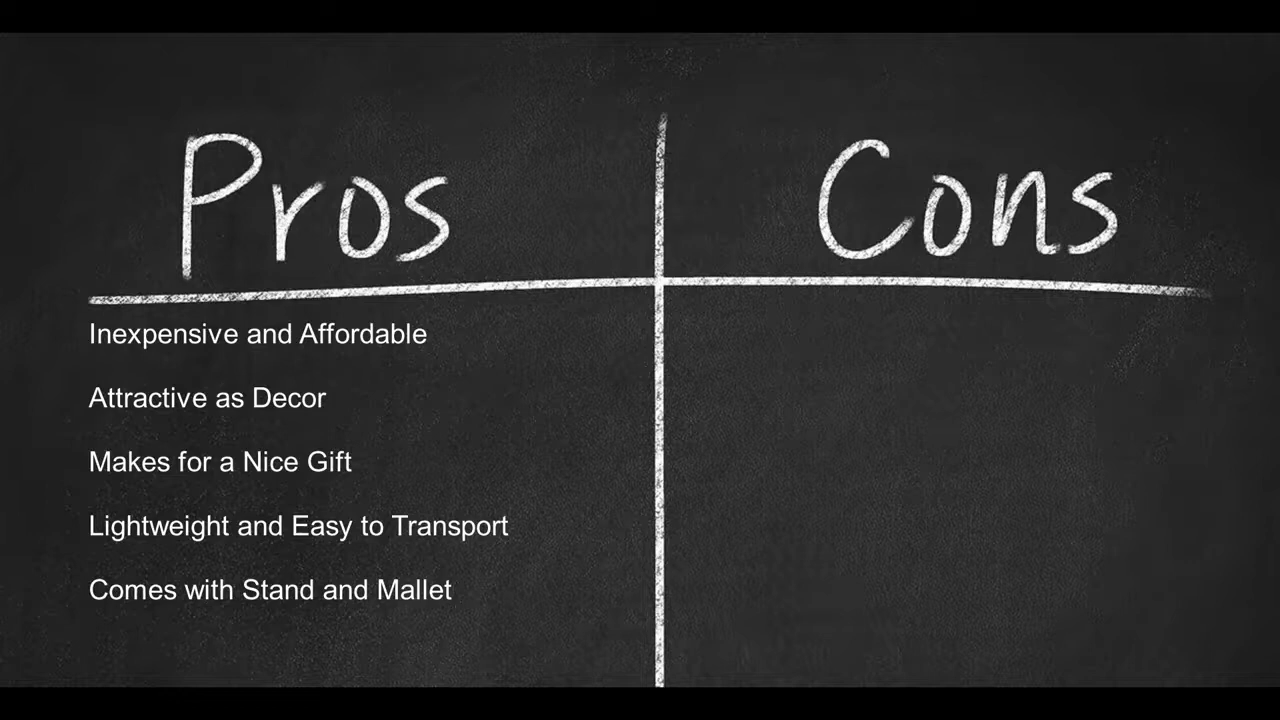 Pros
Cons
Inexpensive and Affordable
Attractive as Decor
Makes for a Nice Gift
Lightweight and Easy to Transport
Comes with Stand and Mallet